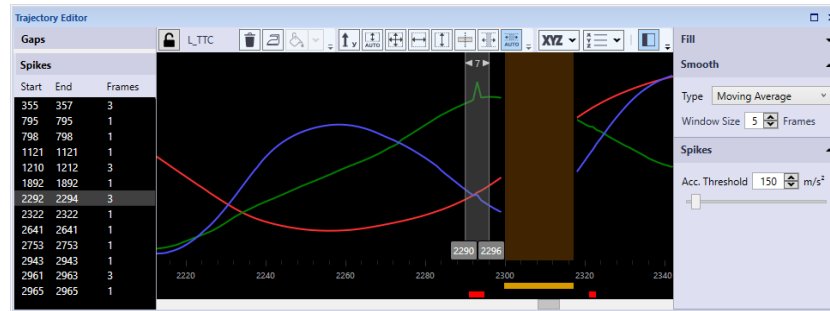 Trajectory Editor
Gaps
L_TTC
y
AUTO
AUTO
XYZ
X
Y
Z
Fill
Spikes
Smooth
Start End Frames
7
355 357 3
Type Moving Average
795 795 1
798 798 1
Window Size 5 Frames
1121 1121 1
1210 1212 3
Spikes
1892 1892 1
Acc. Threshold 150 m/s²
2292 2294 3
2322 2322 1
2641 2641 1
2753 2753 1
2290 2296
2943 2943 1
2961 2963 3
2220 2240 2260 2280 2300 2320 2340
2965 2965 1